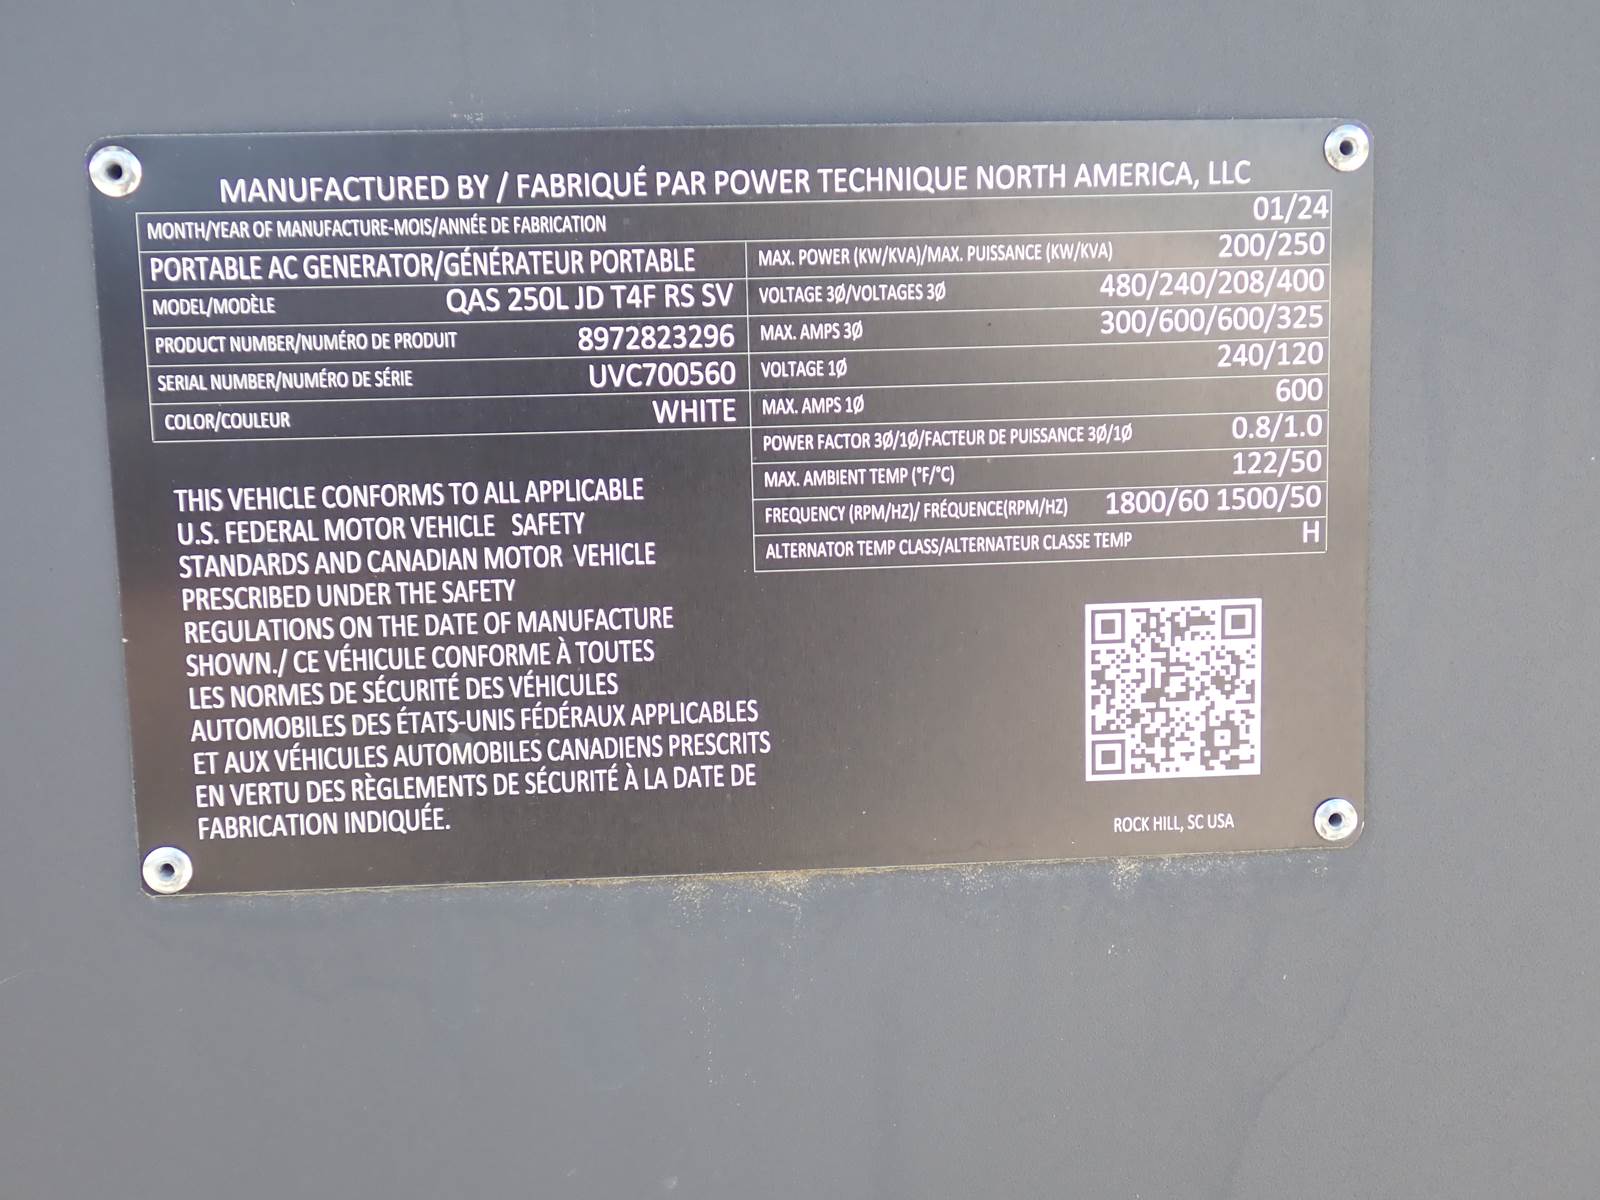 MANUFACTURED BY / FABRIQUÉ PAR POWER TECHNIQUE NORTH AMERICA, LLC
MONTH/YEAR OF MANUFACTURE-MOIS/ANNÉE DE FABRICATION 01/24
PORTABLE AC GENERATOR/GÉNÉRATEUR PORTABLE
MODEL/MODÈLE QAS 250L JD T4F RS SV
PRODUCT NUMBER/NUMÉRO DE PRODUIT 8972823296
SERIAL NUMBER/NUMÉRO DE SÉRIE UVC700560
COLOR/COULEUR WHITE
MAX. POWER (KW/KVA)/MAX. PUISSANCE (KW/KVA) 200/250
VOLTAGE 3Ø/VOLTAGES 3Ø 480/240/208/400
MAX. AMPS 3Ø 300/600/600/325
VOLTAGE 1Ø 240/120
MAX. AMPS 1Ø 600
POWER FACTOR 3Ø/1Ø/FACTEUR DE PUISSANCE 3Ø/1Ø 0.8/1.0
MAX. AMBIENT TEMP (°F/°C) 122/50
FREQUENCY (RPM/HZ)/ FRÉQUENCE(RPM/HZ) 1800/60 1500/50
ALTERNATOR TEMP CLASS/ALTERNATEUR CLASSE TEMP H
THIS VEHICLE CONFORMS TO ALL APPLICABLE
U.S. FEDERAL MOTOR VEHICLE SAFETY
STANDARDS AND CANADIAN MOTOR VEHICLE
PRESCRIBED UNDER THE SAFETY
REGULATIONS ON THE DATE OF MANUFACTURE
SHOWN./ CE VÉHICULE CONFORME À TOUTES
LES NORMES DE SÉCURITÉ DES VÉHICULES
AUTOMOBILES DES ÉTATS-UNIS FÉDÉRAUX APPLICABLES
ET AUX VÉHICULES AUTOMOBILES CANADIENS PRESCRITS
EN VERTU DES RÈGLEMENTS DE SÉCURITÉ À LA DATE DE
FABRICATION INDIQUÉE.
ROCK HILL, SC USA